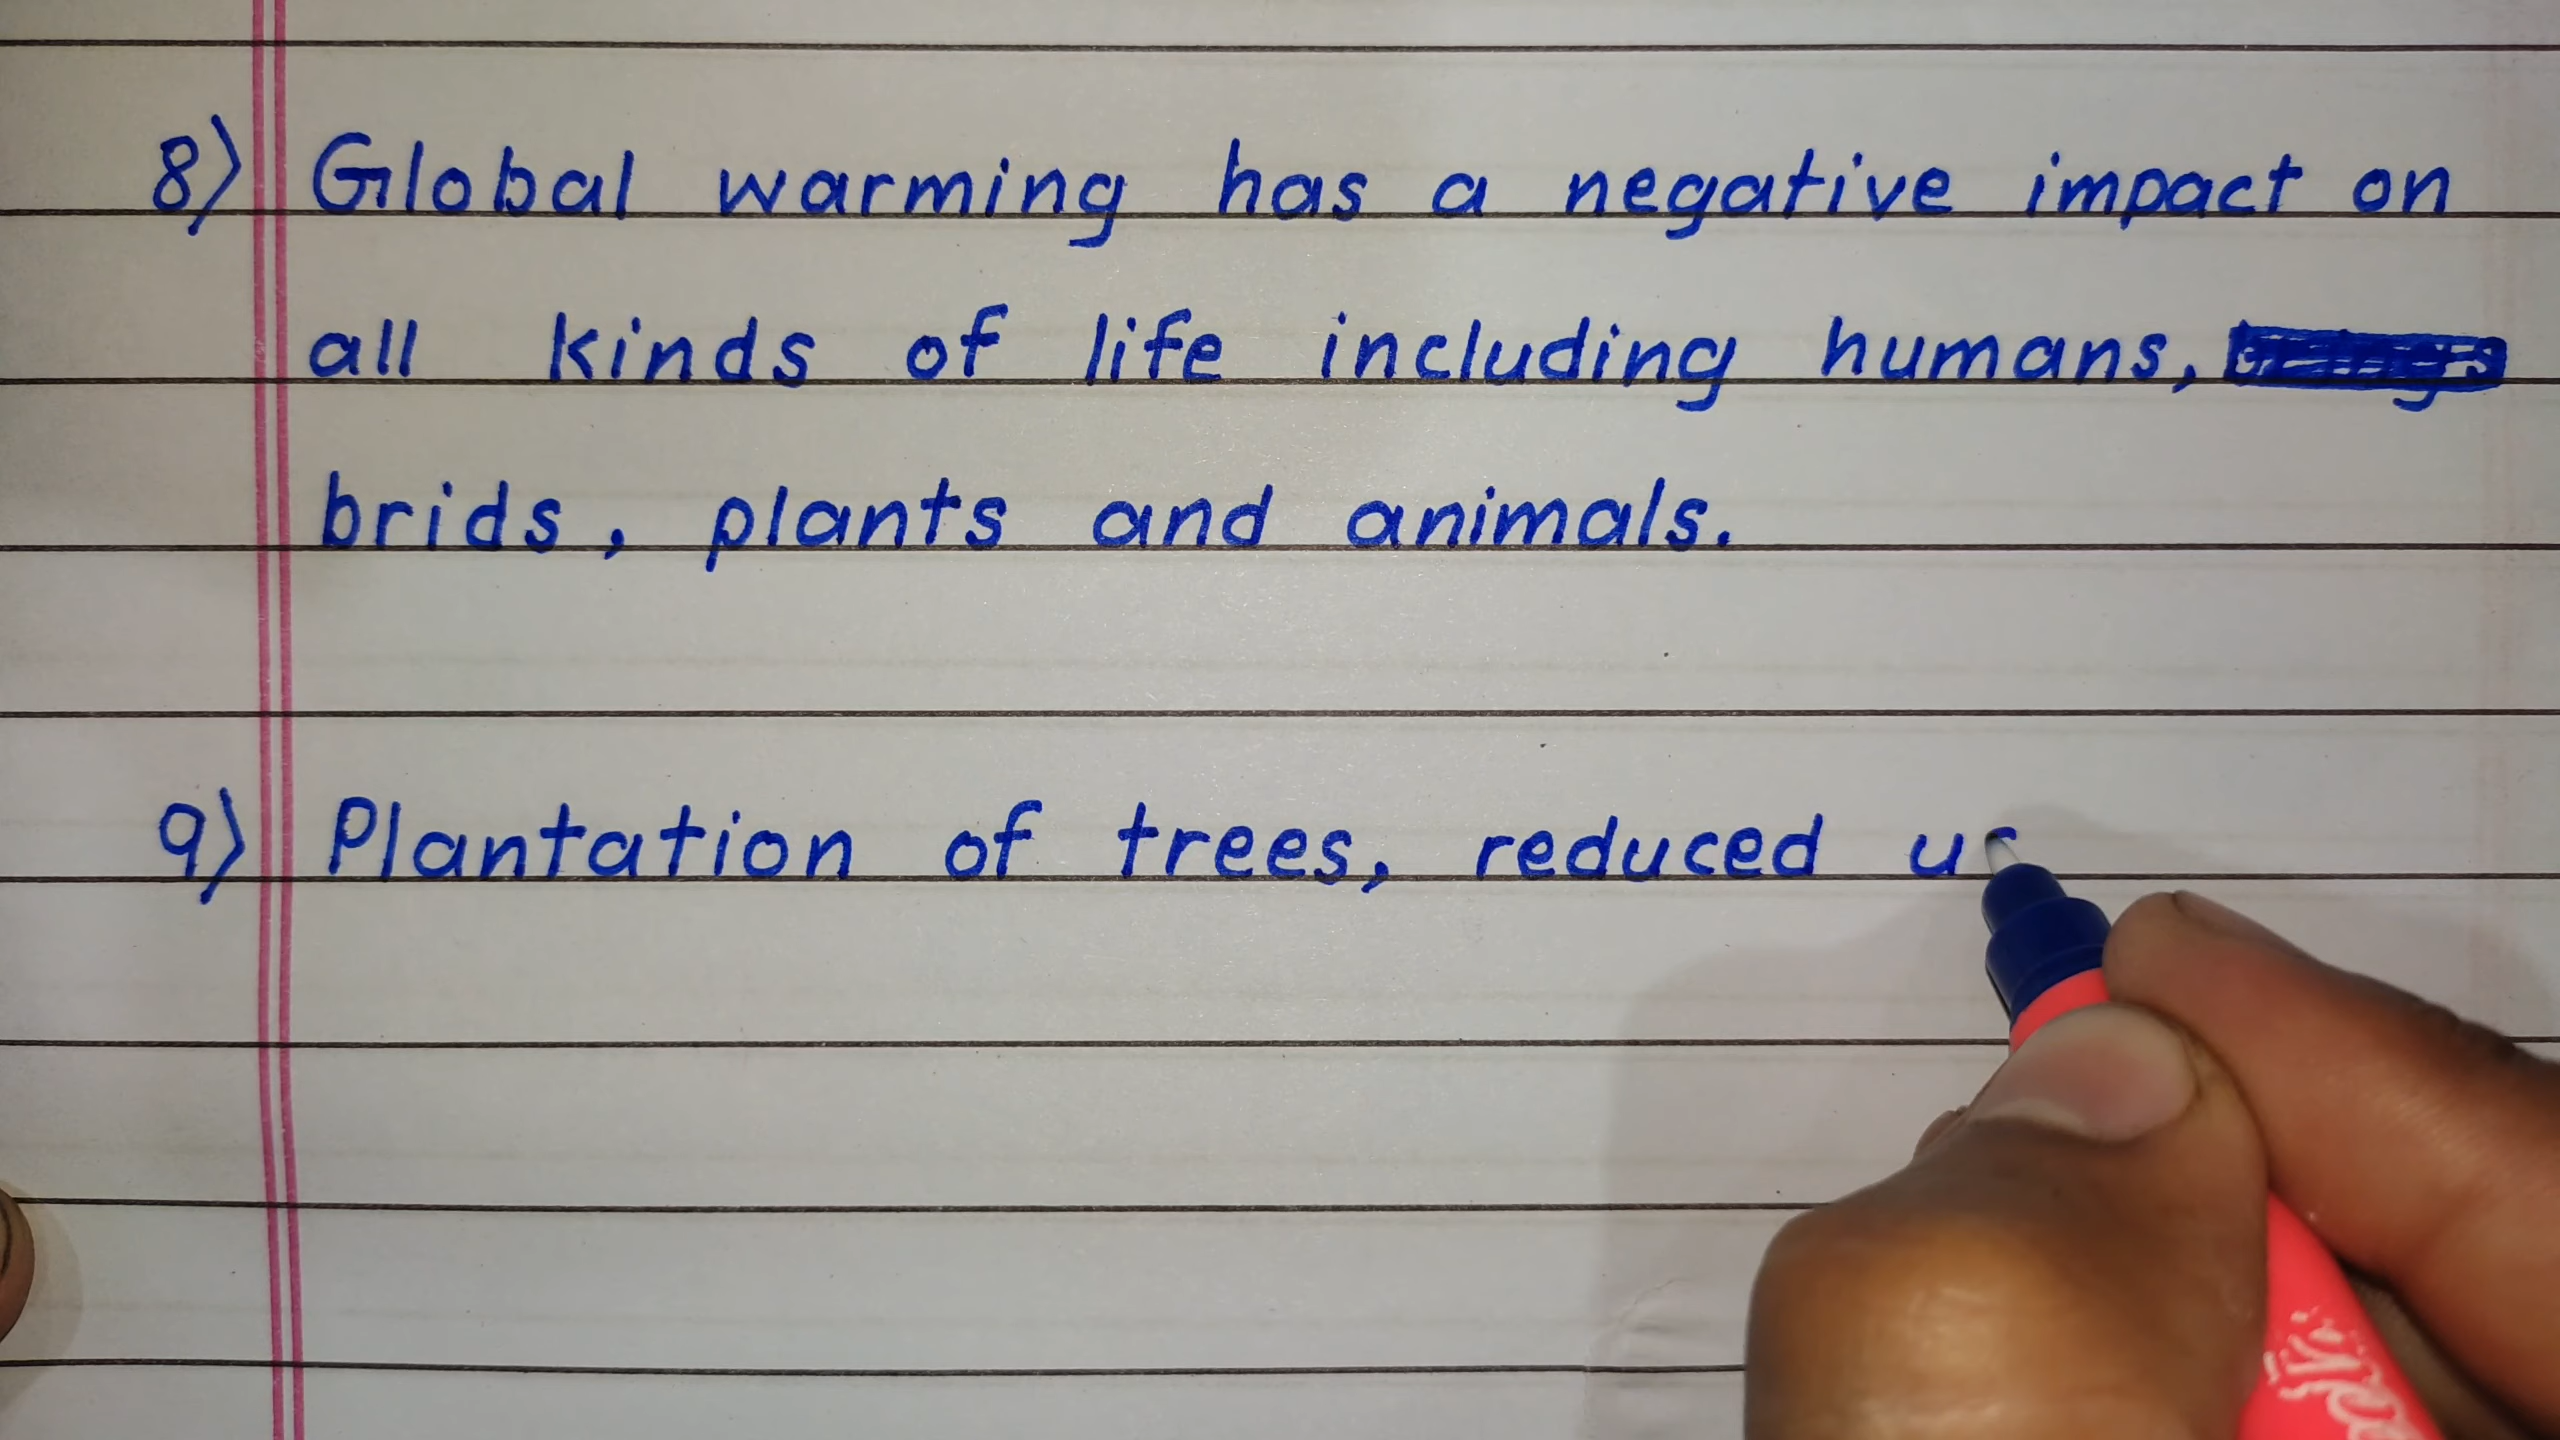 8) Global warming has a negative impact on
all kinds of life including humans,
brids, plants and animals.
9) Plantation of trees, reduced us